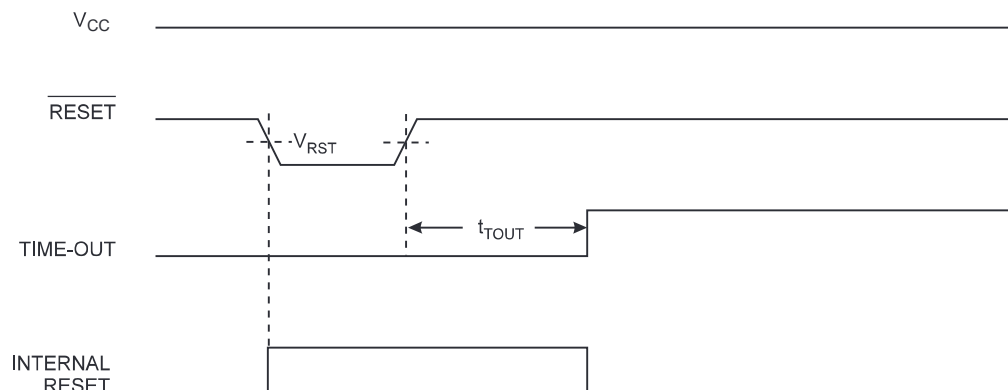 VCC
RESET
VRST
tTOUT
TIME-OUT
INTERNAL
RESET